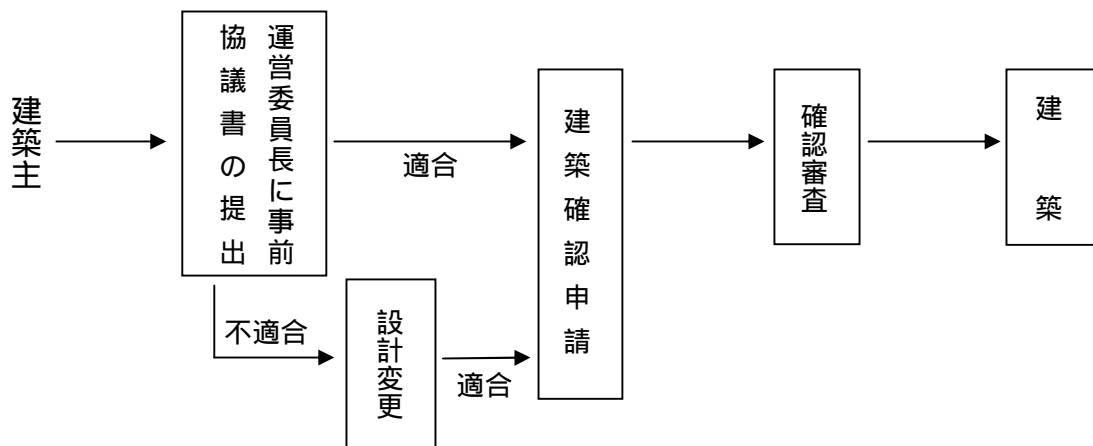 建築主
運営委員長に事前
協議書の提出
適合
不適合
設計変更
適合
建築確認申請
確認審査
建築